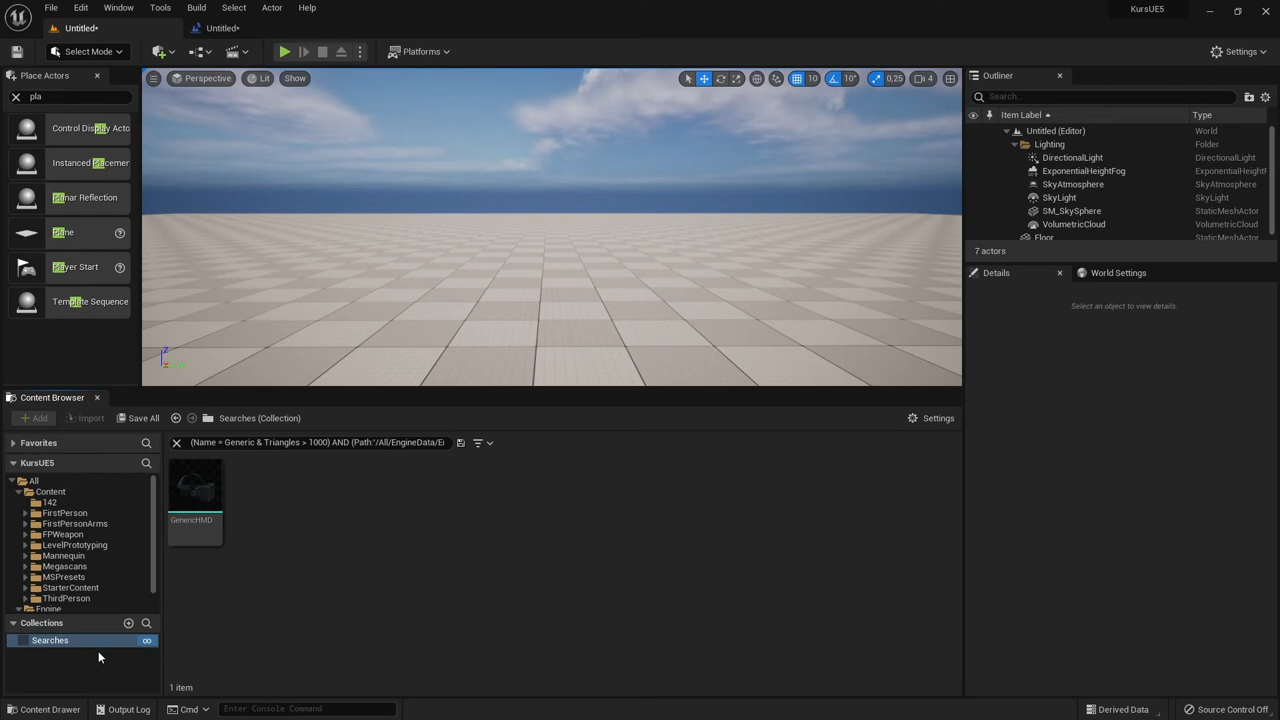 File Edit Window Tools Build Select Actor Help KursUE5
Untitled* Untitled*
Select Mode Platforms Settings
Place Actors
pla
Control Display Acto
Instanced Placemer
Planar Reflection
Plane
Player Start
Template Sequence
Perspective Lit Show 10 10° 0,25 4
Outliner
Search...
Item Label Type
Untitled (Editor) World
Lighting Folder
DirectionalLight DirectionalLight
ExponentialHeightFog ExponentialHeightF
SkyAtmosphere SkyAtmosphere
SkyLight SkyLight
SM_SkySphere StaticMeshActor
VolumetricCloud VolumetricCloud
Floor StaticMeshActor
7 actors
Details World Settings
Select an object to view details.
Content Browser
Add Import Save All Searches (Collection) Settings
Favorites
(Name = Generic & Triangles > 1000) AND (Path:'/All/EngineData/E
KursUE5
All
Content
142
FirstPerson
FirstPersonArms
FPWeapon
LevelPrototyping
Mannequin
Megascans
MSPresets
StarterContent
ThirdPerson
Engine
GenericHMD
Collections
Searches
1 item
Content Drawer Output Log Cmd Enter Console Command Derived Data Source Control Off